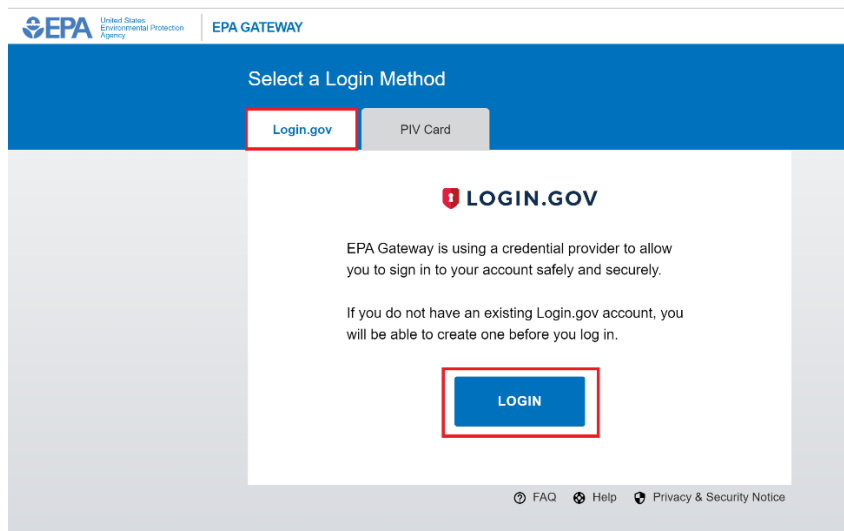 EPA
United States
Environmental Protection
Agency
EPA GATEWAY
Select a Login Method
Login.gov
PIV Card
LOGIN.GOV
EPA Gateway is using a credential provider to allow
you to sign in to your account safely and securely.
If you do not have an existing Login.gov account, you
will be able to create one before you log in.
LOGIN
FAQ
Help
Privacy & Security Notice